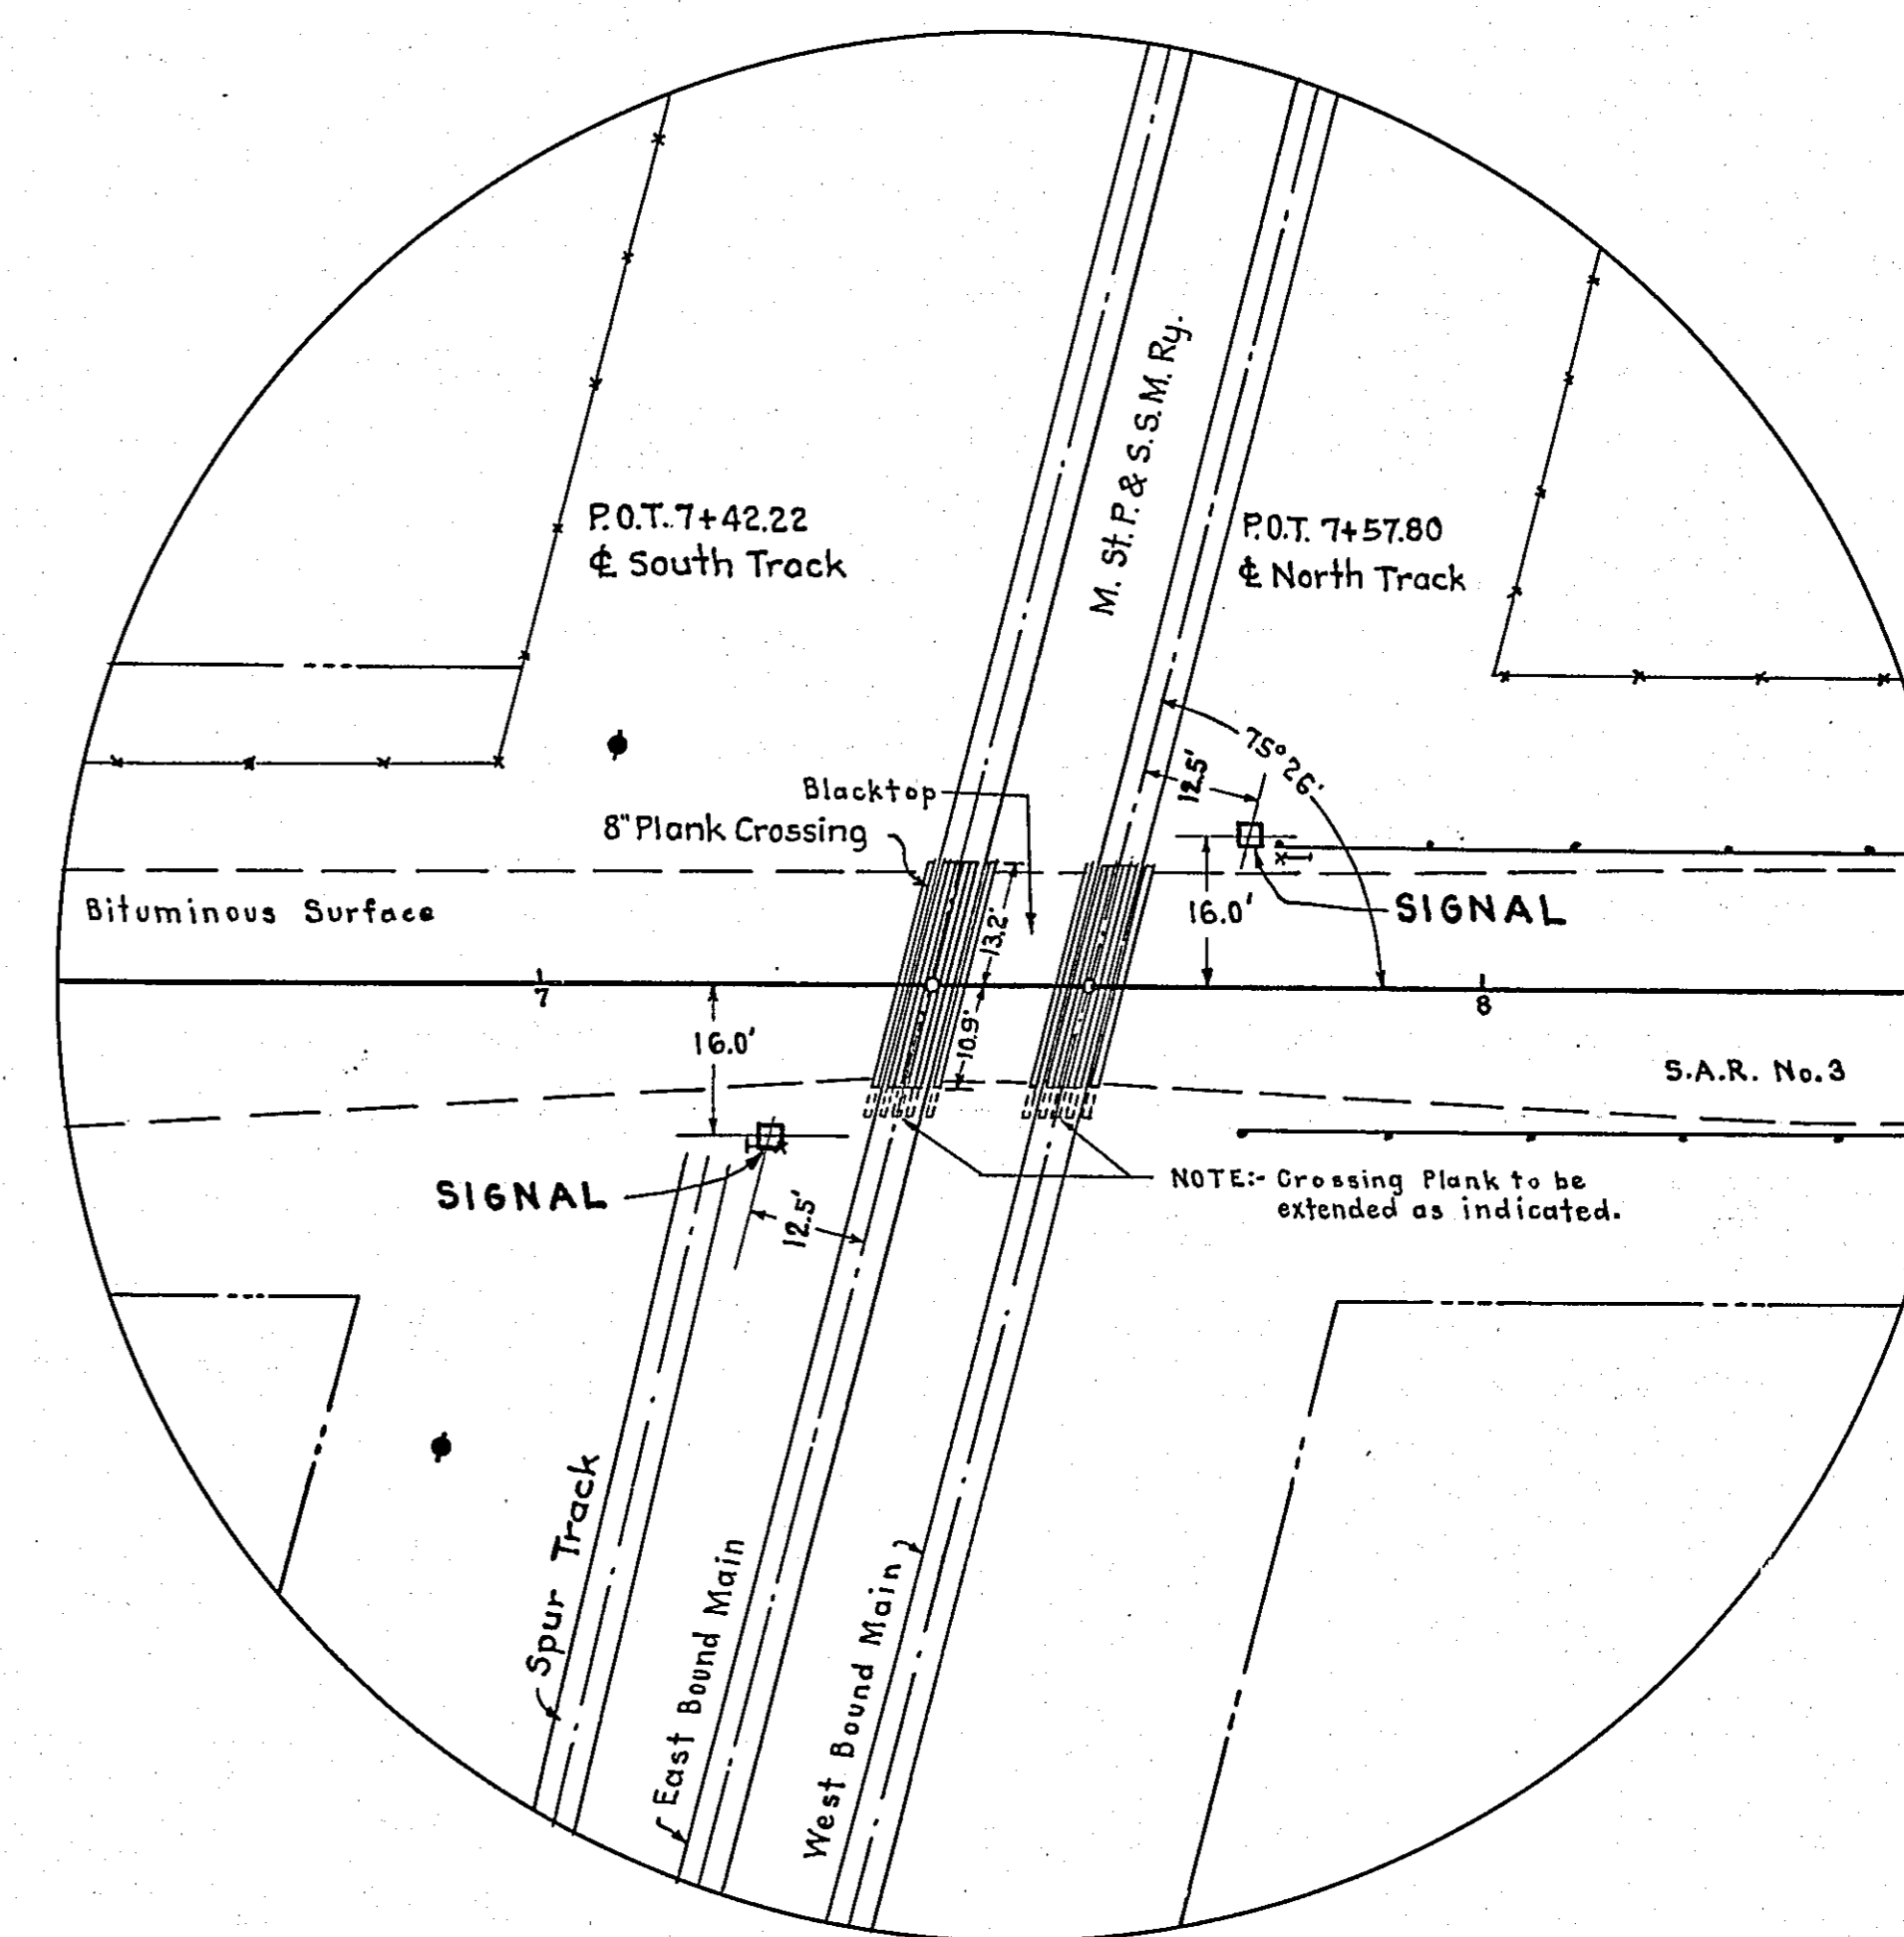 M. St. P. & S.S.M. Ry.
P.O.T. 7+42.22
℄ South Track
P.O.T. 7+57.80
℄ North Track
75°26'
12.5'
Blacktop
8" Plank Crossing
Bituminous Surface
13.2'
16.0'
SIGNAL
7
8
16.0'
10.9'
S.A.R. No. 3
SIGNAL
12.5'
NOTE:- Crossing Plank to be
extended as indicated.
Spur Track
East Bound Main
West Bound Main